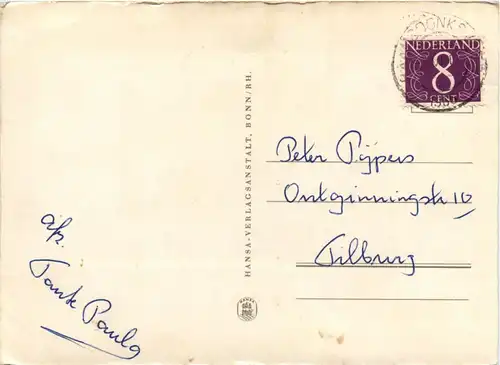 NEDERLAND
8
CENT
Peter Pijpers
Ontginningstr 10
Tilburg
HANSA-VERLAGSANSTALT, BONN/RH.
afz.
Tante Paula